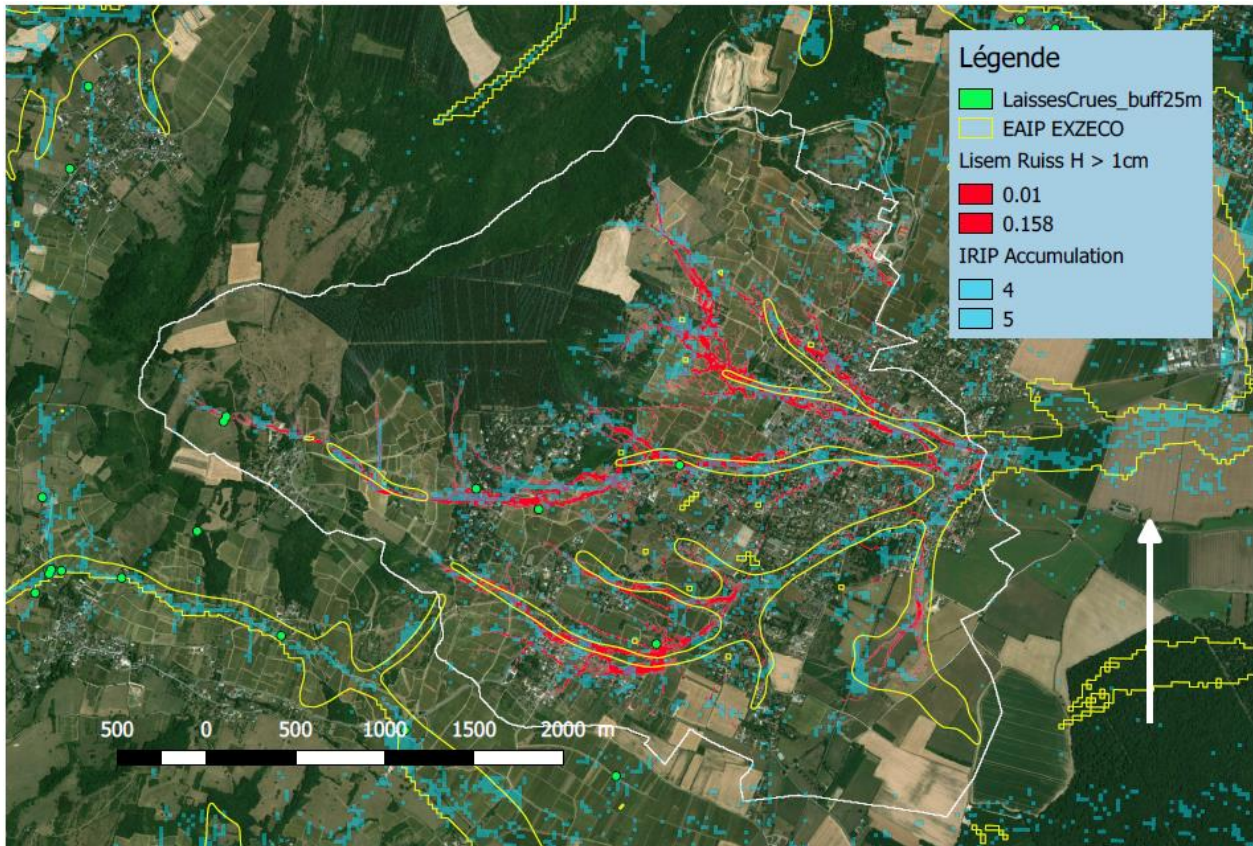 Légende
LaissesCrues_buff25m
EAIP EXZECO
Lisem Ruiss H > 1cm
0.01
0.158
IRIP Accumulation
4
5
500 0 500 1000 1500 2000 m